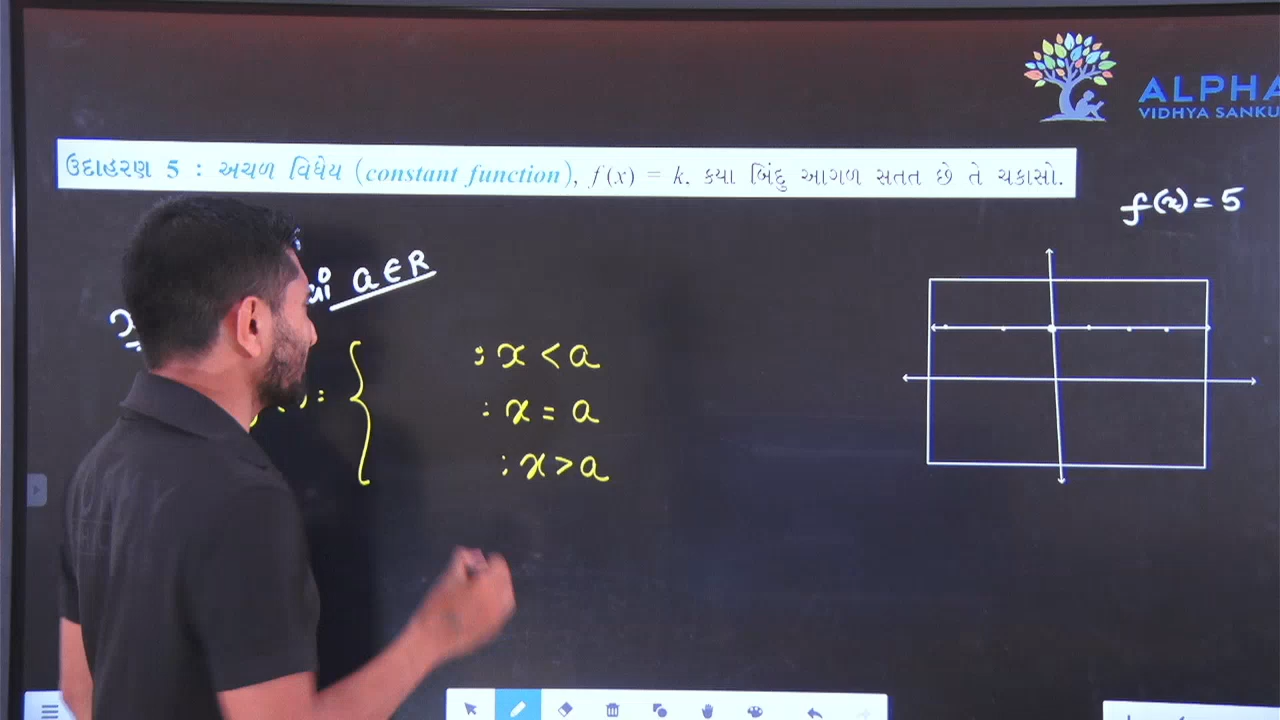 ALPHA
VIDHYA SANKU
ઉદાહરણ 5 : અચળ વિધેય (constant function), f(x) = k. કયા બિંદુ આગળ સતત છે તે ચકાસો.
f(x) = 5
a ∈ R
: x < a
: x = a
: x > a